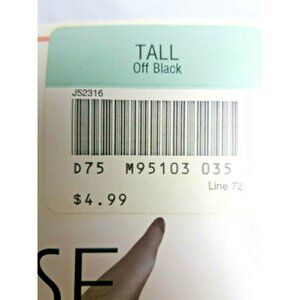 TALL
Off Black
J52316
D75 M95103 035
Line 72
$4.99
SE